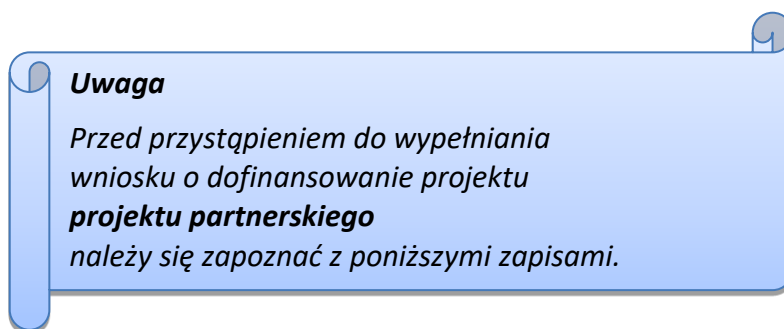 Uwaga
Przed przystąpieniem do wypełniania
wniosku o dofinansowanie projektu
projektu partnerskiego
należy się zapoznać z poniższymi zapisami.